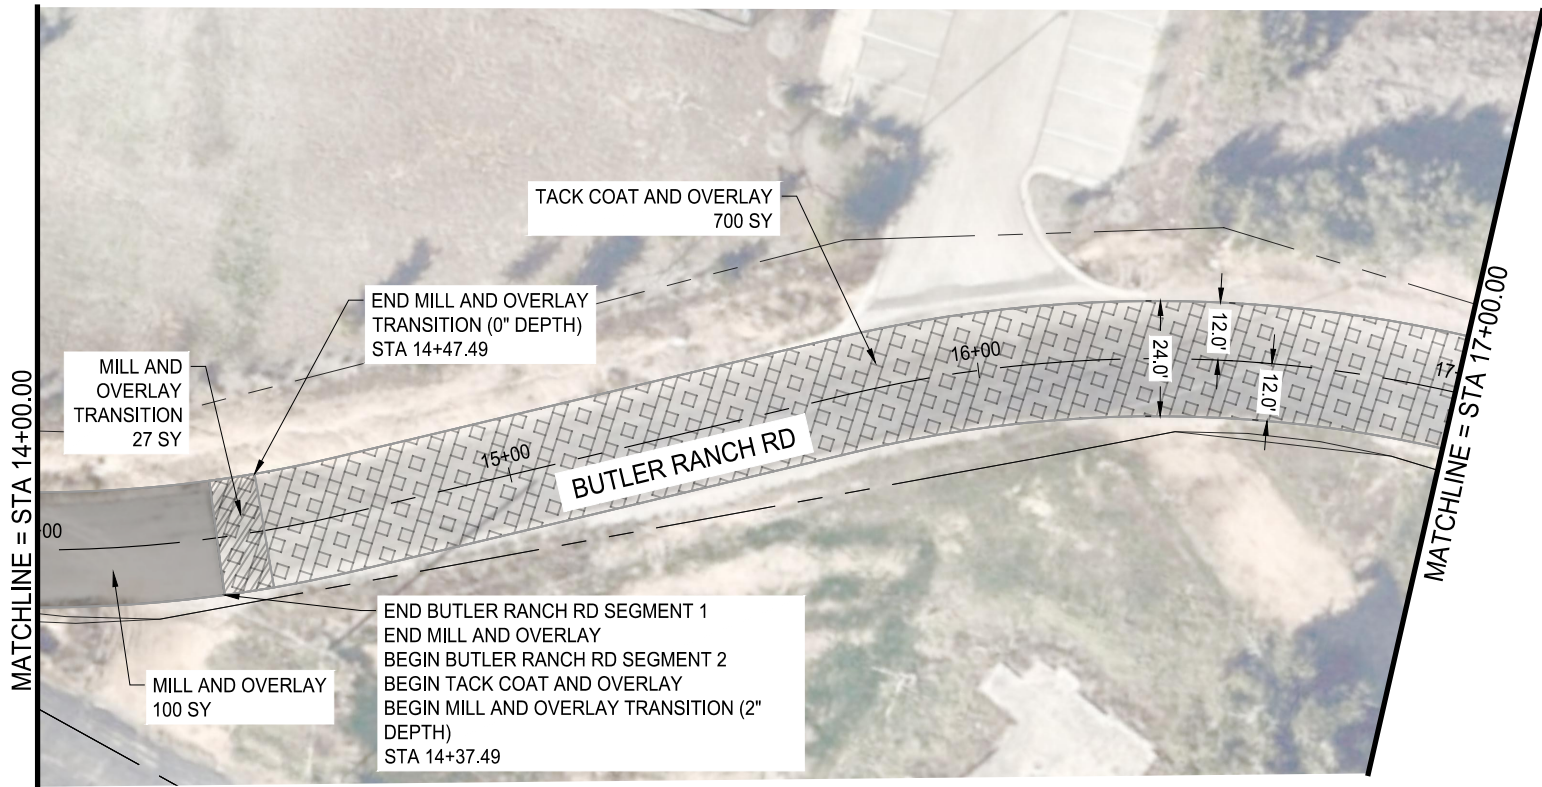 MATCHLINE = STA 14+00.00
TACK COAT AND OVERLAY
700 SY
END MILL AND OVERLAY
TRANSITION (0" DEPTH)
STA 14+47.49
MILL AND
OVERLAY
TRANSITION
27 SY
00
15+00
BUTLER RANCH RD
16+00
24.0'
12.0'
12.0'
17
MATCHLINE = STA 17+00.00
MILL AND OVERLAY
100 SY
END BUTLER RANCH RD SEGMENT 1
END MILL AND OVERLAY
BEGIN BUTLER RANCH RD SEGMENT 2
BEGIN TACK COAT AND OVERLAY
BEGIN MILL AND OVERLAY TRANSITION (2"
DEPTH)
STA 14+37.49